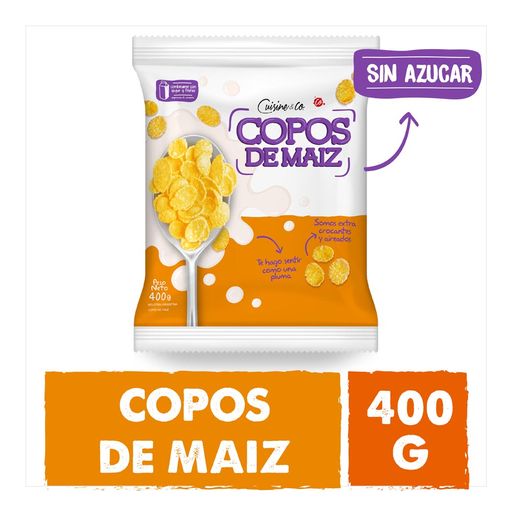 SIN AZUCAR
Cuisine&Co.
COPOS
DE MAIZ
Somos extra
crocantes
y aireados
Te hago sentir
como una
pluma
Peso
Neto
400g
COPOS
DE MAIZ
400
G